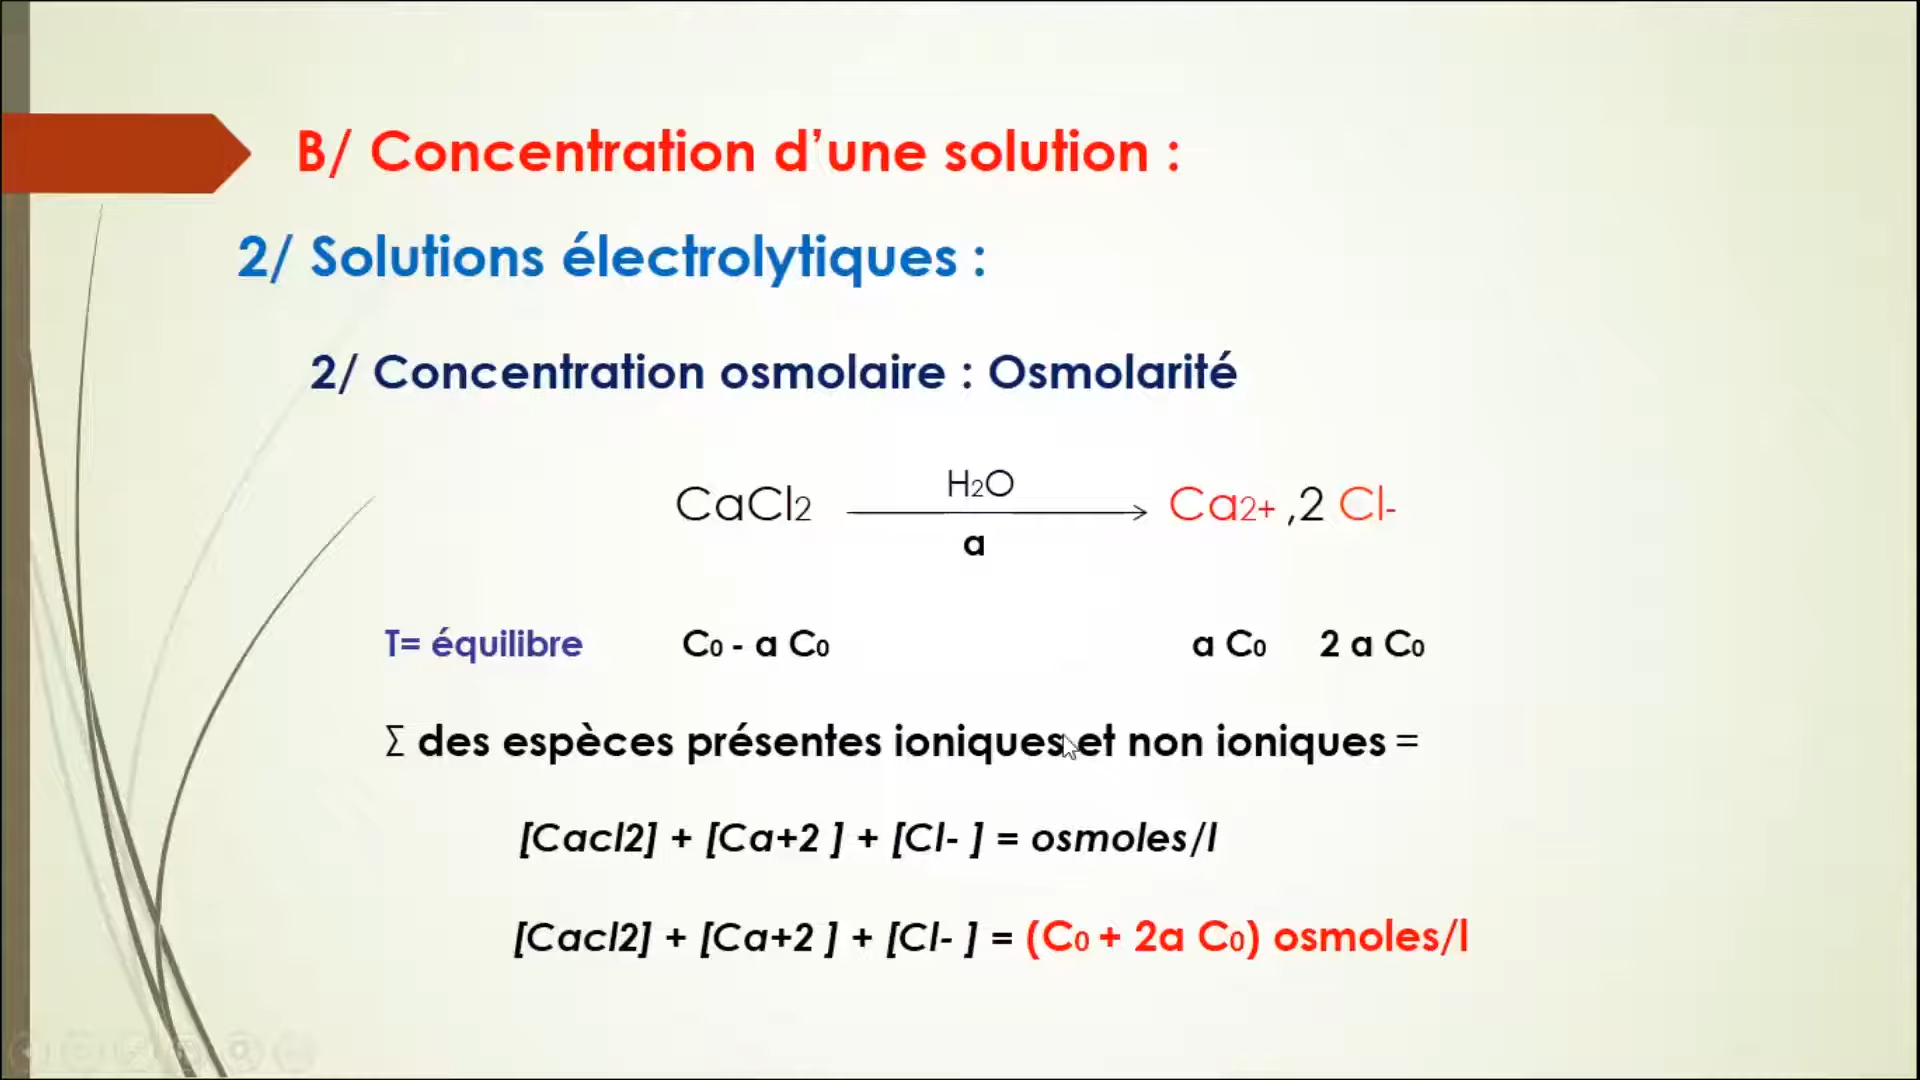 B/ Concentration d’une solution :
2/ Solutions électrolytiques :
2/ Concentration osmolaire : Osmolarité
H2O
CaCl2 Ca2+ ,2 Cl-
a
T= équilibre C0 - a C0 a C0 2 a C0
∑ des espèces présentes ioniques et non ioniques =
[Cacl2] + [Ca+2 ] + [Cl- ] = osmoles/l
[Cacl2] + [Ca+2 ] + [Cl- ] = (C0 + 2a C0) osmoles/l